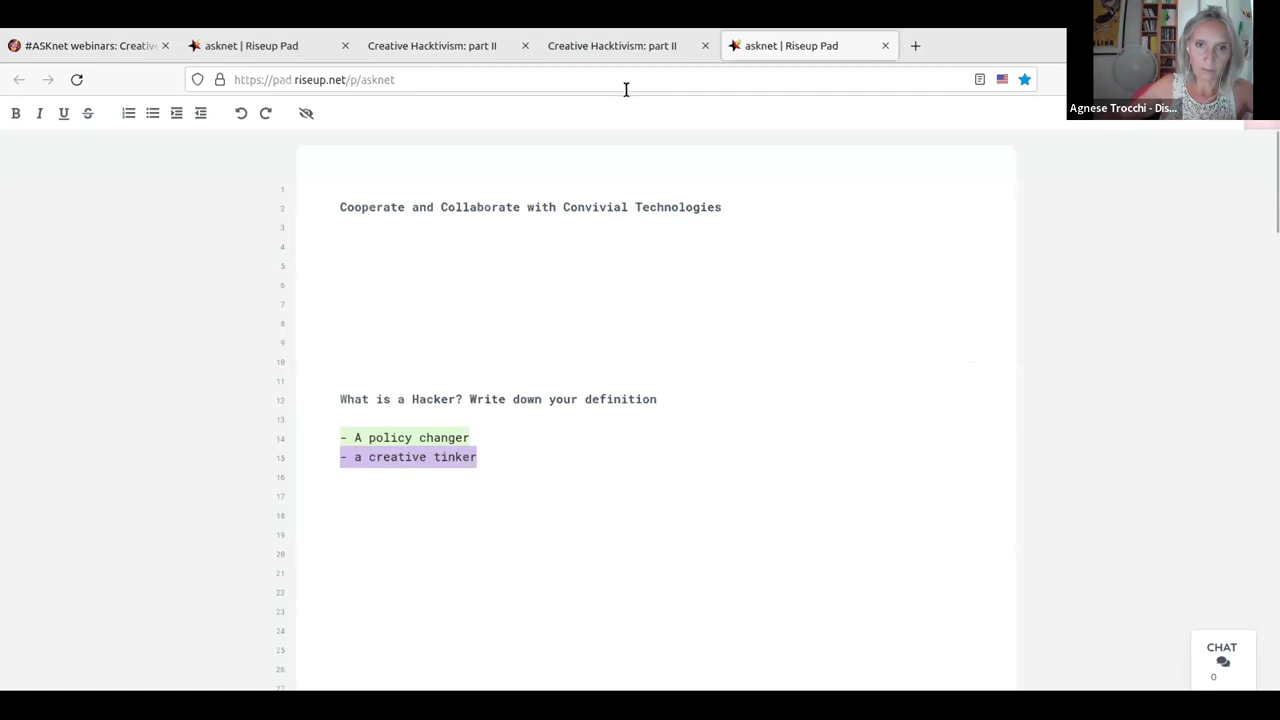 #ASKnet webinars: Creative
asknet | Riseup Pad
Creative Hacktivism: part II
Creative Hacktivism: part II
asknet | Riseup Pad
https://pad.riseup.net/p/asknet
Agnese Trocchi - Dis...
B I U S
1
2 Cooperate and Collaborate with Convivial Technologies
3
4
5
6
7
8
9
10
11
12 What is a Hacker? Write down your definition
13
14 - A policy changer
15 - a creative tinker
16
17
18
19
20
21
22
23
24
25
26
27
CHAT
0